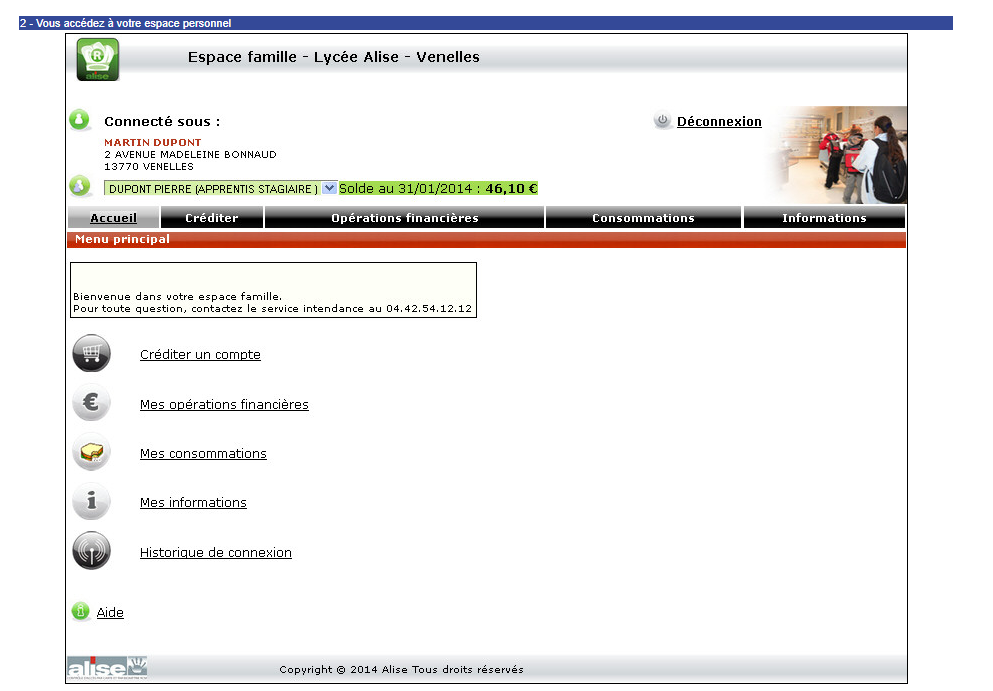 2 - Vous accédez à votre espace personnel
alise
Espace famille - Lycée Alise - Venelles
Connecté sous :
Déconnexion
MARTIN DUPONT
2 AVENUE MADELEINE BONNAUD
13770 VENELLES
DUPONT PIERRE (APPRENTIS STAGIAIRE ) Solde au 31/01/2014 : 46,10 €
Accueil Créditer Opérations financières Consommations Informations
Menu principal
Bienvenue dans votre espace famille.
Pour toute question, contactez le service intendance au 04.42.54.12.12
Créditer un compte
Mes opérations financières
Mes consommations
Mes informations
Historique de connexion
Aide
alise
Copyright © 2014 Alise Tous droits réservés